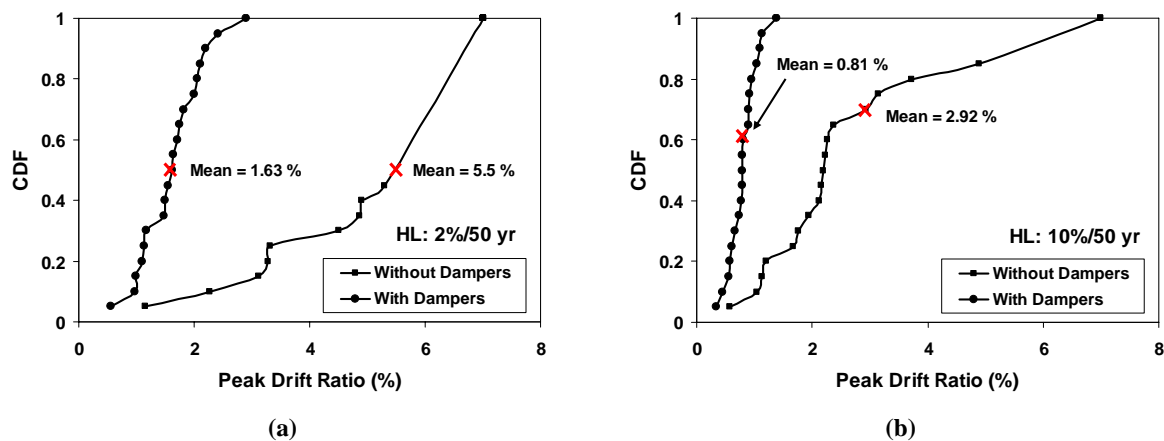 1
0.8
0.6
0.4
0.2
0
CDF
Mean = 1.63 %
Mean = 5.5 %
HL: 2%/50 yr
Without Dampers
With Dampers
0 2 4 6 8
Peak Drift Ratio (%)
(a)
1
0.8
0.6
0.4
0.2
0
CDF
Mean = 0.81 %
Mean = 2.92 %
HL: 10%/50 yr
Without Dampers
With Dampers
0 2 4 6 8
Peak Drift Ratio (%)
(b)